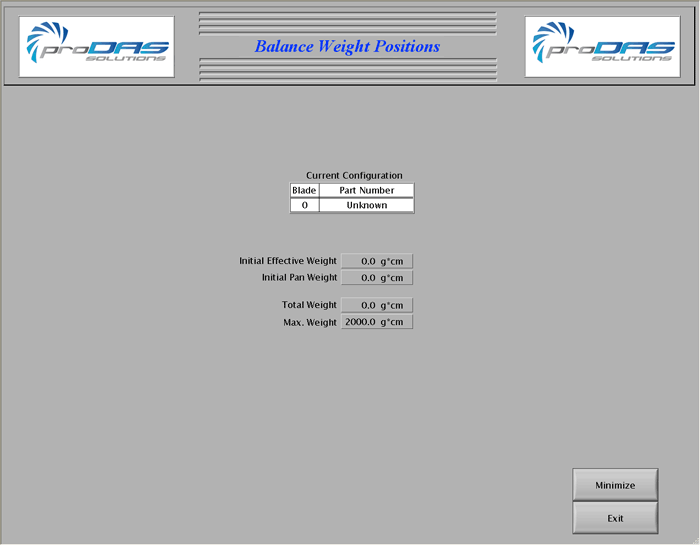 proDAS
SOLUTIONS
Balance Weight Positions
proDAS
SOLUTIONS
Current Configuration
Blade Part Number
0 Unknown
Initial Effective Weight 0.0 g*cm
Initial Pan Weight 0.0 g*cm
Total Weight 0.0 g*cm
Max. Weight 2000.0 g*cm
Minimize
Exit